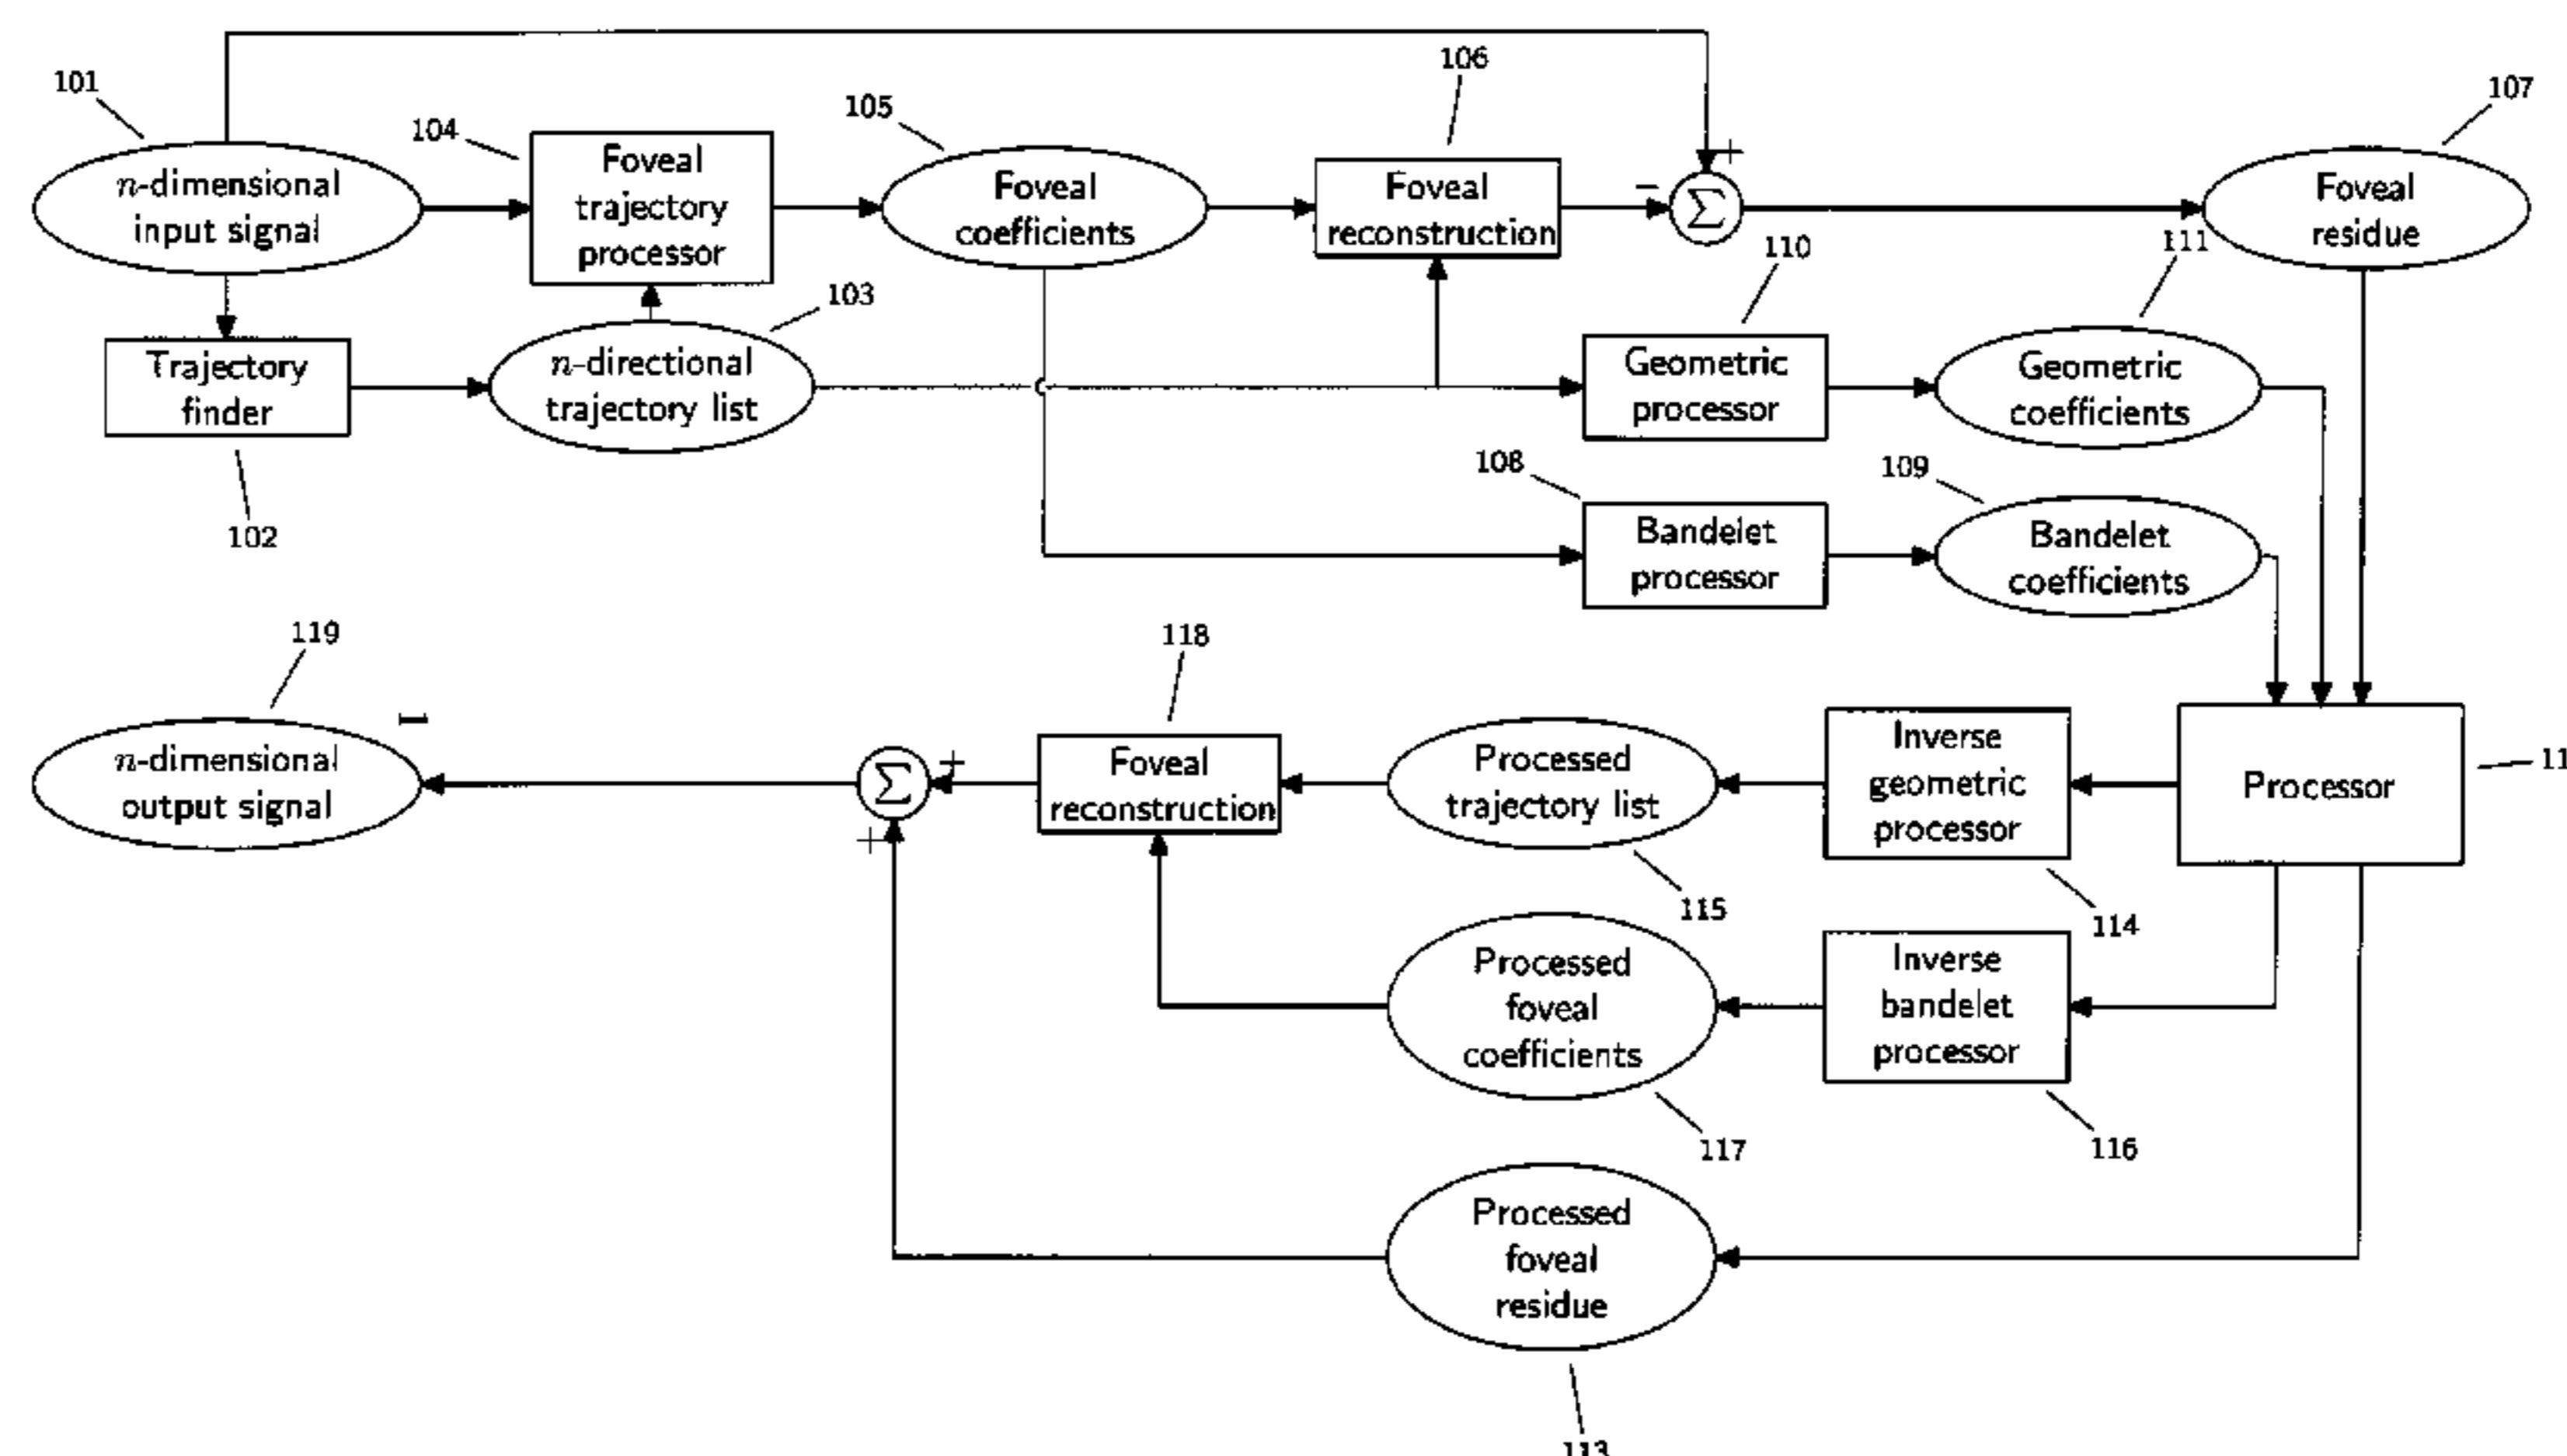 101
n-dimensional
input signal
104
Foveal
trajectory
processor
105
Foveal
coefficients
106
Foveal
reconstruction
+
−
Σ
107
Foveal
residue
Trajectory
finder
102
103
n-directional
trajectory list
110
Geometric
processor
111
Geometric
coefficients
108
Bandelet
processor
109
Bandelet
coefficients
119
n-dimensional
output signal
Σ
+
+
118
Foveal
reconstruction
Processed
trajectory list
115
Inverse
geometric
processor
114
Processor
11
Processed
foveal
coefficients
117
Inverse
bandelet
processor
116
Processed
foveal
residue
113